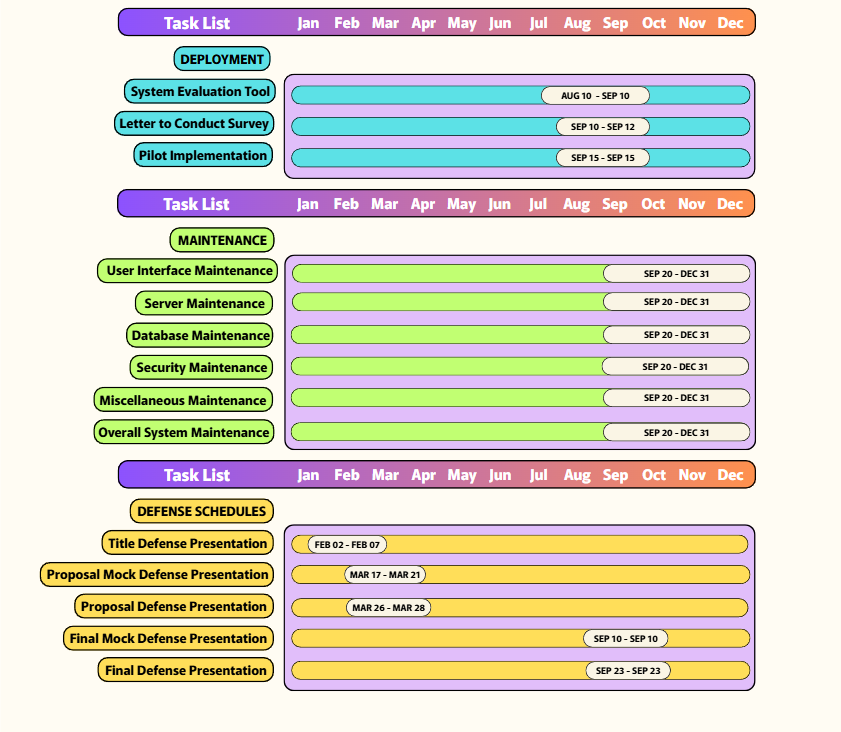 Task List Jan Feb Mar Apr May Jun Jul Aug Sep Oct Nov Dec
DEPLOYMENT
System Evaluation Tool AUG 10 - SEP 10
Letter to Conduct Survey SEP 10 - SEP 12
Pilot Implementation SEP 15 - SEP 15
Task List Jan Feb Mar Apr May Jun Jul Aug Sep Oct Nov Dec
MAINTENANCE
User Interface Maintenance SEP 20 - DEC 31
Server Maintenance SEP 20 - DEC 31
Database Maintenance SEP 20 - DEC 31
Security Maintenance SEP 20 - DEC 31
Miscellaneous Maintenance SEP 20 - DEC 31
Overall System Maintenance SEP 20 - DEC 31
Task List Jan Feb Mar Apr May Jun Jul Aug Sep Oct Nov Dec
DEFENSE SCHEDULES
Title Defense Presentation FEB 02 - FEB 07
Proposal Mock Defense Presentation MAR 17 - MAR 21
Proposal Defense Presentation MAR 26 - MAR 28
Final Mock Defense Presentation SEP 10 - SEP 10
Final Defense Presentation SEP 23 - SEP 23